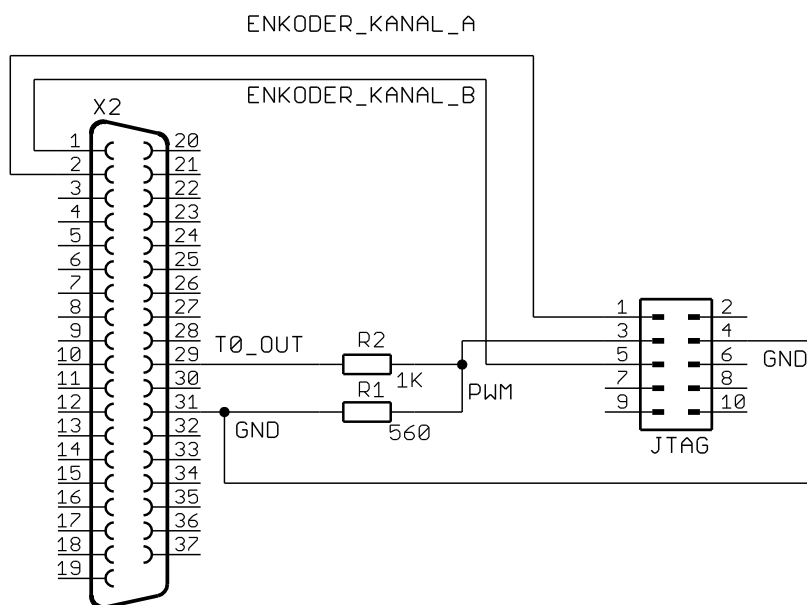 ENKODER_KANAL_A
ENKODER_KANAL_B
X2
1 20
2 21
3 22
4 23
5 24
6 25
7 26
8 27
9 28
10 29
11 30
12 31
13 32
14 33
15 34
16 35
17 36
18 37
19
T0_OUT
R2
1K
R1
560
GND
PWM
1 2
3 4
5 6
7 8
9 10
GND
JTAG